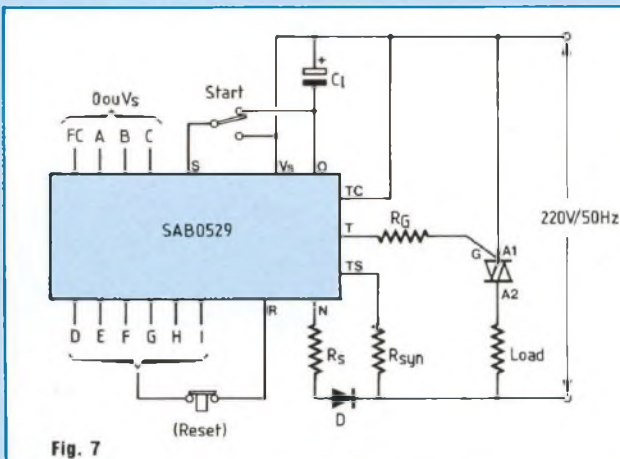 0ouVs
Start
FC A B C
+
C1
S Vs 0
TC
SAB0529
RG
T
G A1
A2
220V/50Hz
TS
D E F G H I
R N
Rs
Rsyn
Load
(Reset)
D
Fig. 7